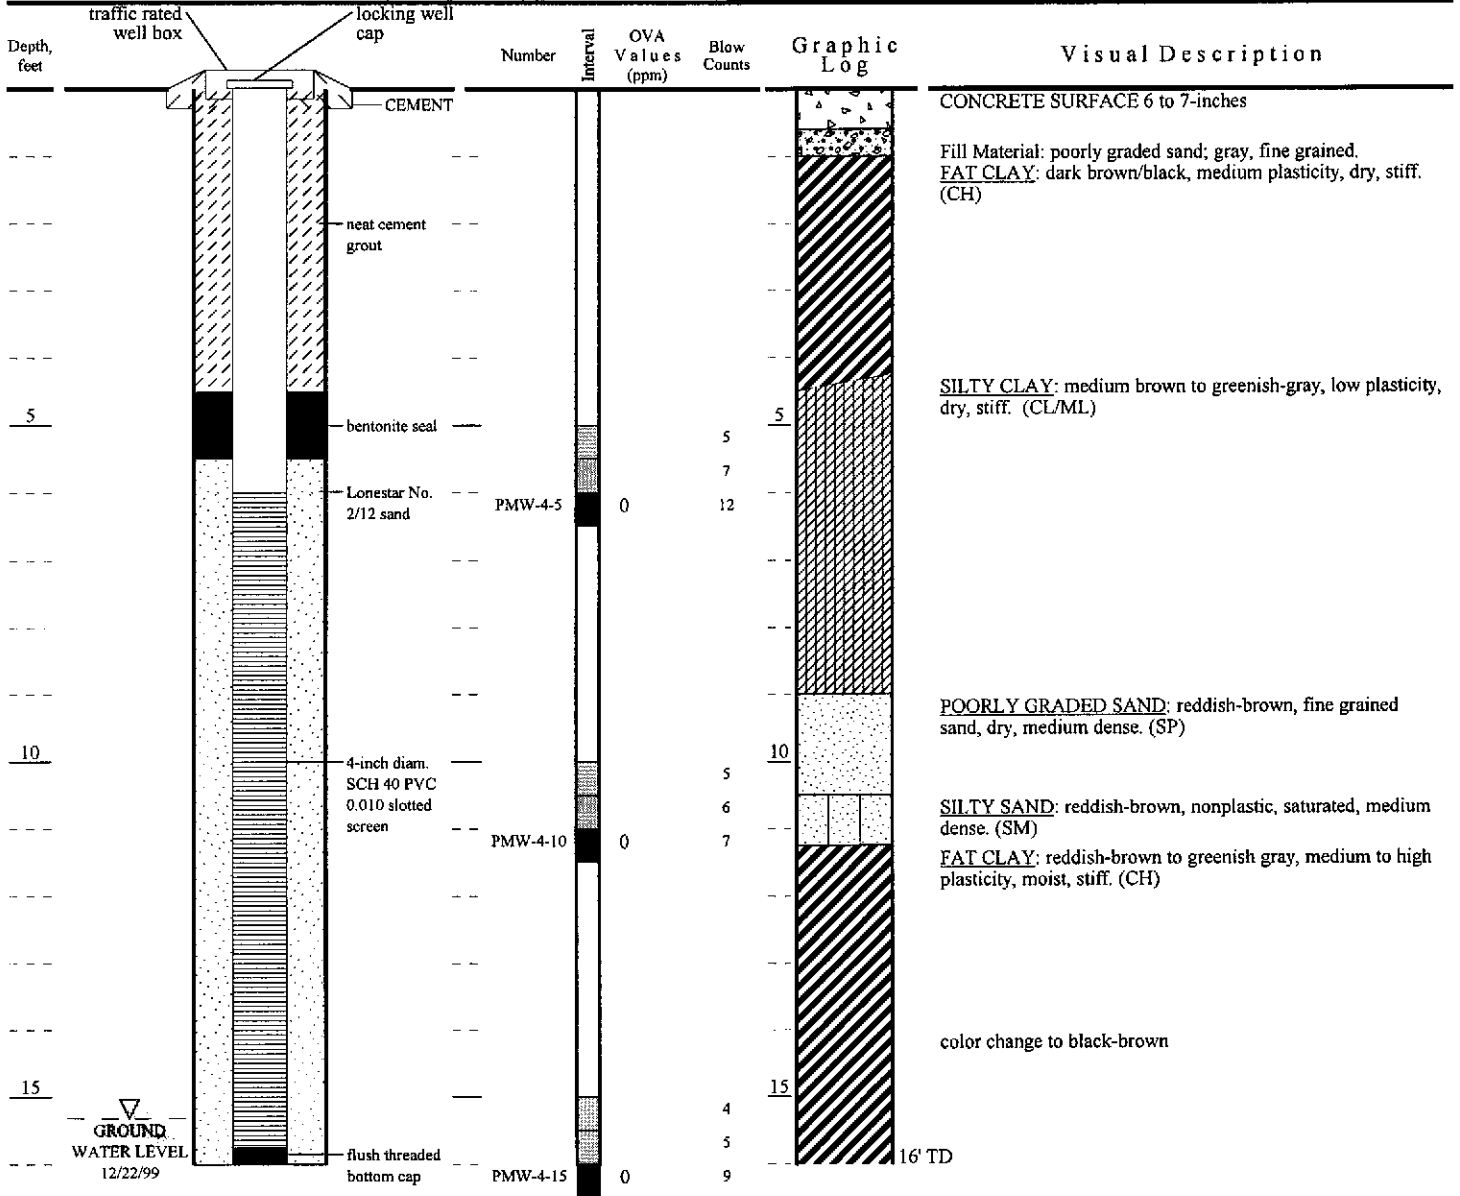 traffic rated
well box
locking well
cap
Depth,
feet
Number
Interval
OVA
Values
(ppm)
Blow
Counts
Graphic
Log
Visual Description
CEMENT
CONCRETE SURFACE 6 to 7-inches
Fill Material: poorly graded sand; gray, fine grained.
FAT CLAY: dark brown/black, medium plasticity, dry, stiff.
(CH)
neat cement
grout
SILTY CLAY: medium brown to greenish-gray, low plasticity,
dry, stiff. (CL/ML)
5
bentonite seal
5
5
7
Lonestar No.
2/12 sand
PMW-4-5
0
12
POORLY GRADED SAND: reddish-brown, fine grained
sand, dry, medium dense. (SP)
10
4-inch diam.
SCH 40 PVC
0.010 slotted
screen
10
5
6
SILTY SAND: reddish-brown, nonplastic, saturated, medium
dense. (SM)
PMW-4-10
0
7
FAT CLAY: reddish-brown to greenish gray, medium to high
plasticity, moist, stiff. (CH)
color change to black-brown
15
15
4
GROUND
WATER LEVEL
12/22/99
5
flush threaded
bottom cap
16' TD
PMW-4-15
0
9